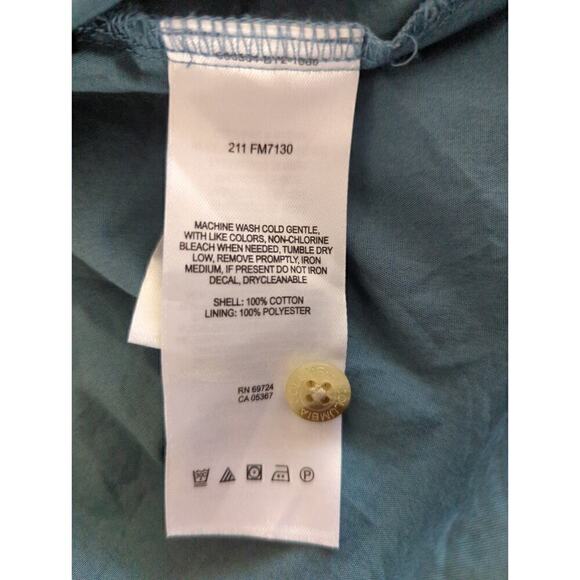 211 FM7130
MACHINE WASH COLD GENTLE,
WITH LIKE COLORS, NON-CHLORINE
BLEACH WHEN NEEDED, TUMBLE DRY
LOW, REMOVE PROMPTLY, IRON
MEDIUM, IF PRESENT DO NOT IRON
DECAL, DRYCLEANABLE
SHELL: 100% COTTON
LINING: 100% POLYESTER
RN 69724
CA 05367
COLUMBIA
P